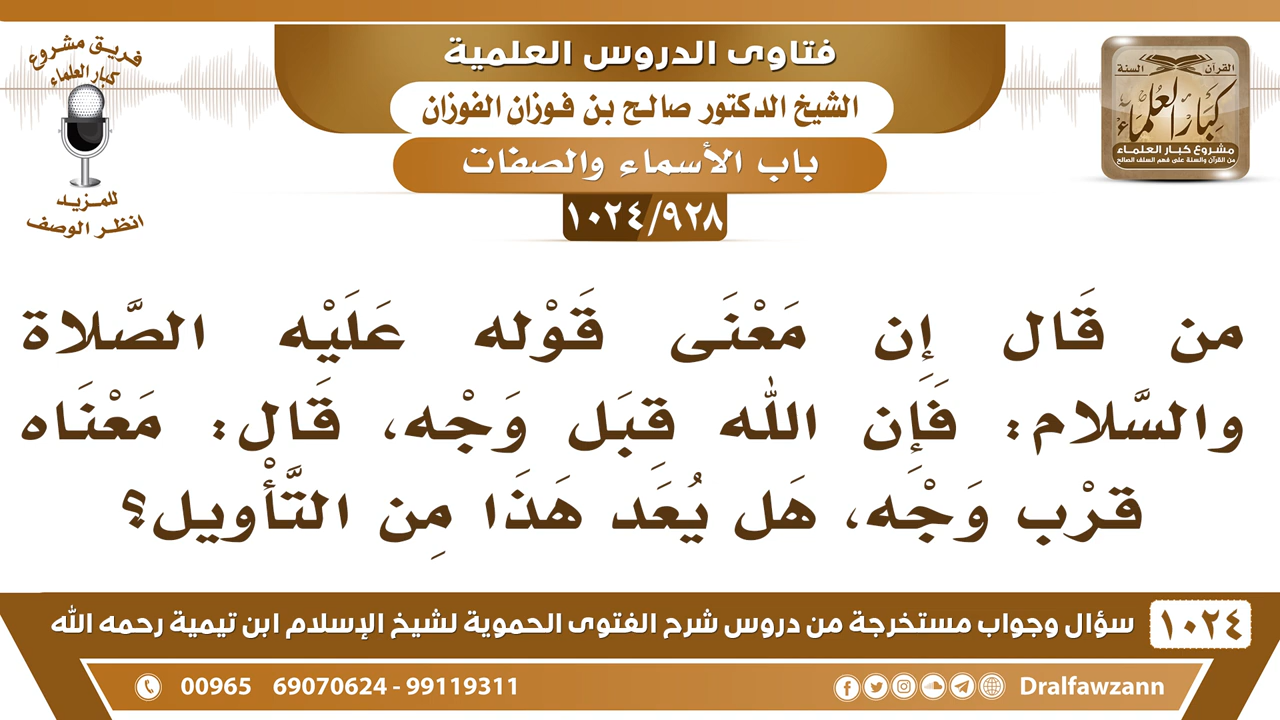 فتاوى الدروس العلمية
الشيخ الدكتور صالح بن فوزان الفوزان
باب الأسماء والصفات
١٠٢٤/٩٢٨
فريق مشروع
كبار العلماء
للمزيد
انظر الوصف
القرآن السنة
كبار العلماء
مشروع كبار العلماء
من القرآن والسنة على فهم السلف الصالح
من قَال إِن مَعْنَى قَوْله عَلَيْه الصَّلاة
والسَّلام: فَإِن اللّٰه قبَل وَجْه، قَال: مَعْنَاه
قرْب وَجْه، هَل يُعَد هَذَا مِن التَّأْويل؟
١٠٢٤ سؤال وجواب مستخرجة من دروس شرح الفتوى الحموية لشيخ الإسلام ابن تيمية رحمه الله
00965 69070624 - 99119311
Dralfawzann